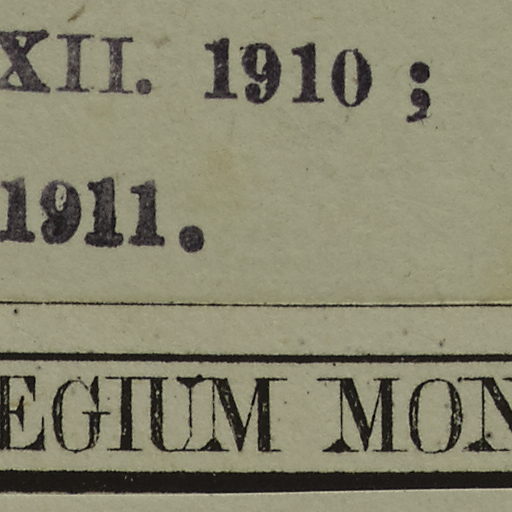 XII. 1910 ;
1911.
EGIUM MON